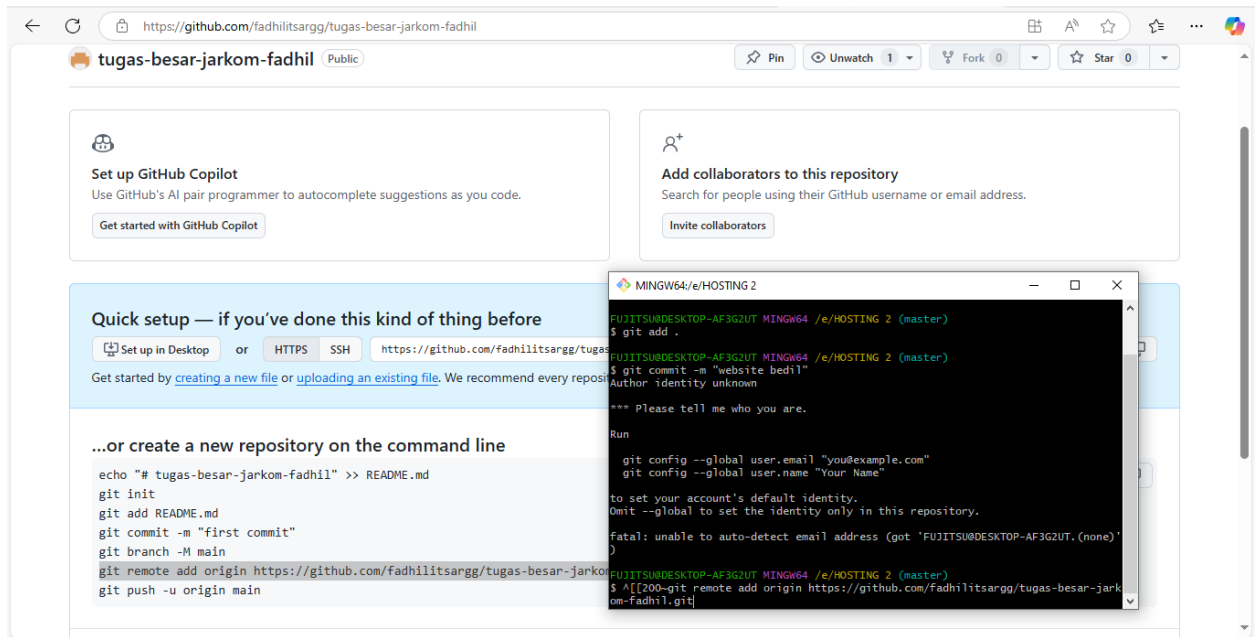 https://github.com/fadhilitsargg/tugas-besar-jarkom-fadhil
tugas-besar-jarkom-fadhil Public
Pin
Unwatch 1
Fork 0
Star 0
Set up GitHub Copilot
Use GitHub's AI pair programmer to autocomplete suggestions as you code.
Get started with GitHub Copilot
Add collaborators to this repository
Search for people using their GitHub username or email address.
Invite collaborators
Quick setup — if you've done this kind of thing before
Set up in Desktop or HTTPS SSH https://github.com/fadhilitsargg/tugas
Get started by creating a new file or uploading an existing file. We recommend every reposi
...or create a new repository on the command line
echo "# tugas-besar-jarkom-fadhil" >> README.md
git init
git add README.md
git commit -m "first commit"
git branch -M main
git remote add origin https://github.com/fadhilitsargg/tugas-besar-jarkom
git push -u origin main
MINGW64:/e/HOSTING 2
FUJITSU@DESKTOP-AF3G2UT MINGW64 /e/HOSTING 2 (master)
$ git add .
FUJITSU@DESKTOP-AF3G2UT MINGW64 /e/HOSTING 2 (master)
$ git commit -m "website bedil"
Author identity unknown
*** Please tell me who you are.
Run
git config --global user.email "you@example.com"
git config --global user.name "Your Name"
to set your account's default identity.
Omit --global to set the identity only in this repository.
fatal: unable to auto-detect email address (got 'FUJITSU@DESKTOP-AF3G2UT.(none)'
)
FUJITSU@DESKTOP-AF3G2UT MINGW64 /e/HOSTING 2 (master)
$ ^[[200~git remote add origin https://github.com/fadhilitsargg/tugas-besar-jark
om-fadhil.git